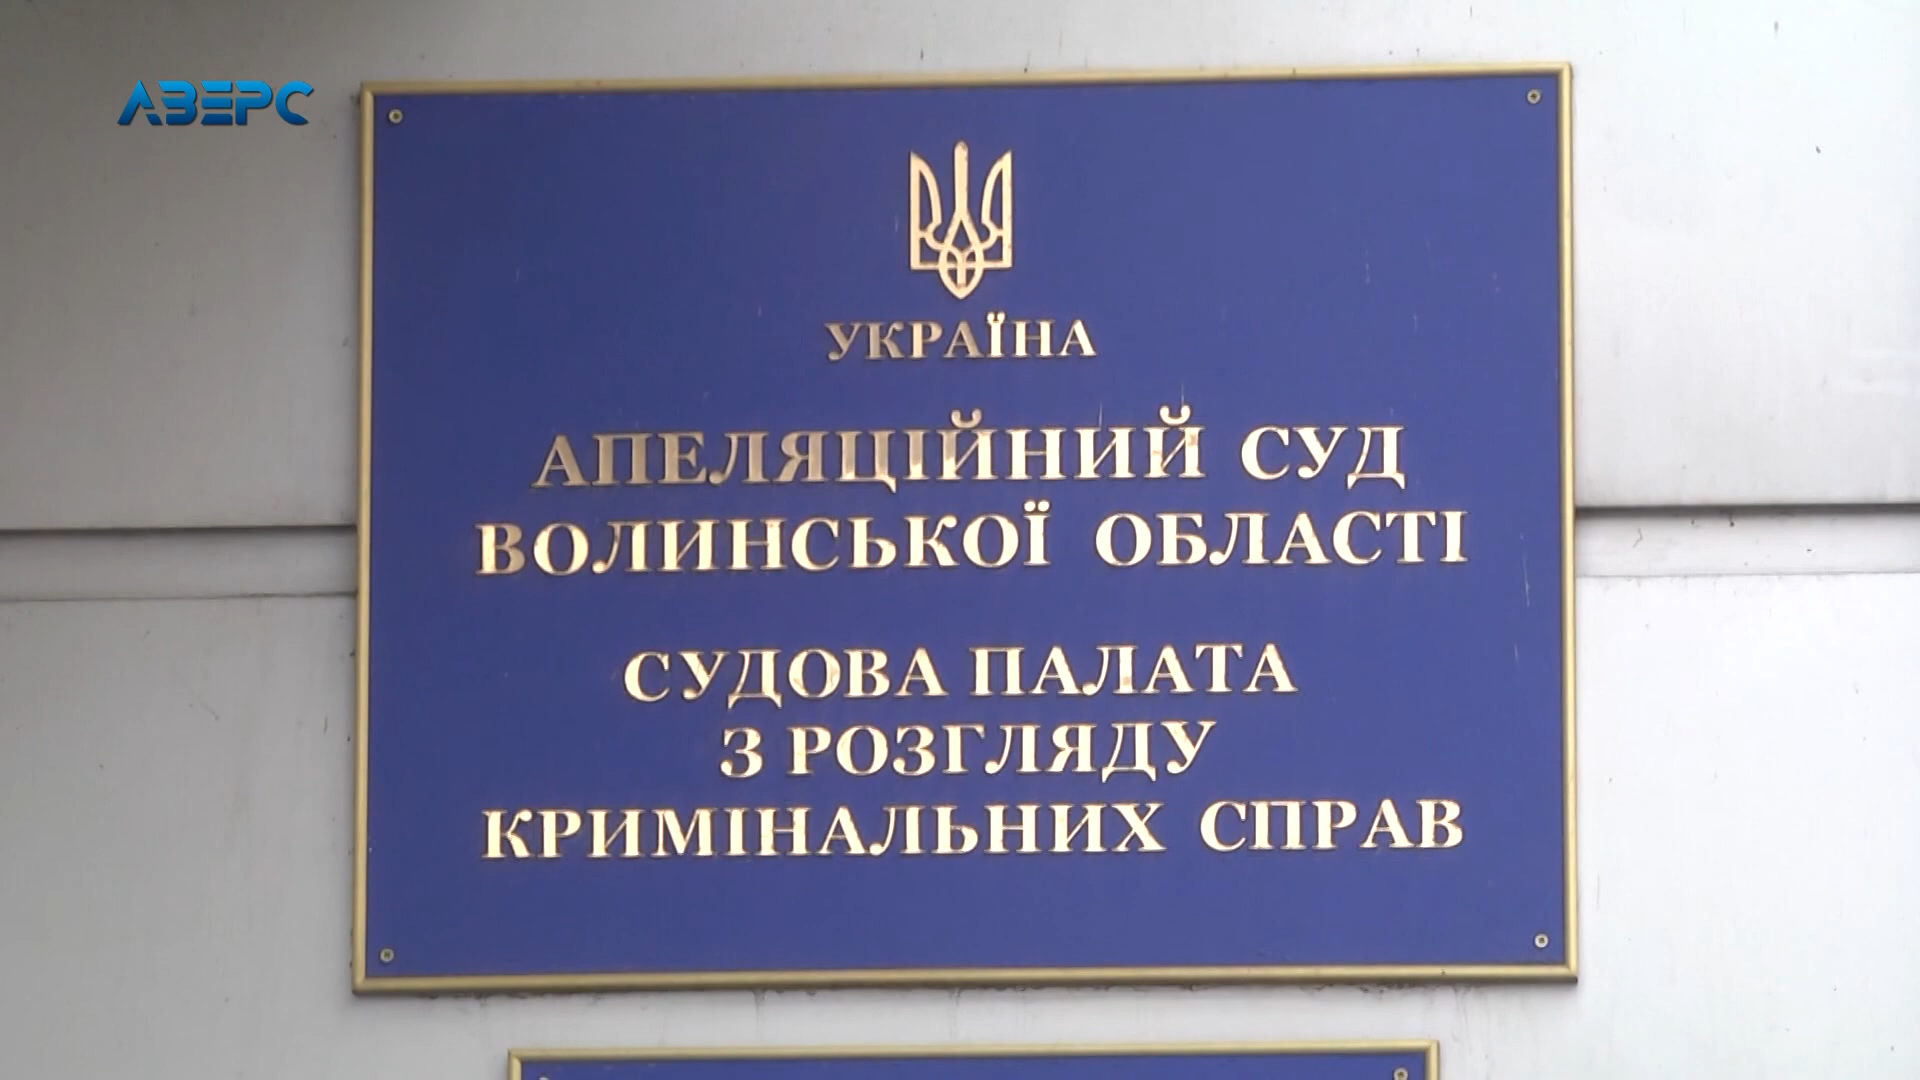 АВЕРС
УКРАЇНА
АПЕЛЯЦІЙНИЙ СУД
ВОЛИНСЬКОЇ ОБЛАСТІ
СУДОВА ПАЛАТА
З РОЗГЛЯДУ
КРИМІНАЛЬНИХ СПРАВ